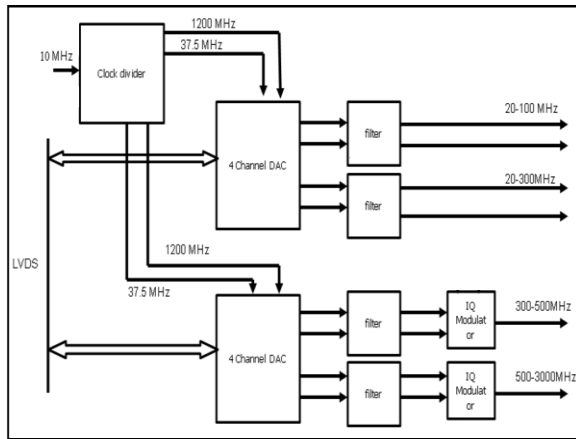 1200 MHz
37.5 MHz
10 MHz
Clock divider
20-100 MHz
filter
4 Channel DAC
20-300MHz
filter
1200 MHz
LVDS
37.5 MHz
IQ
Modulat
or
300-500MHz
filter
4 Channel DAC
500-3000MHz
filter
IQ
Modulat
or